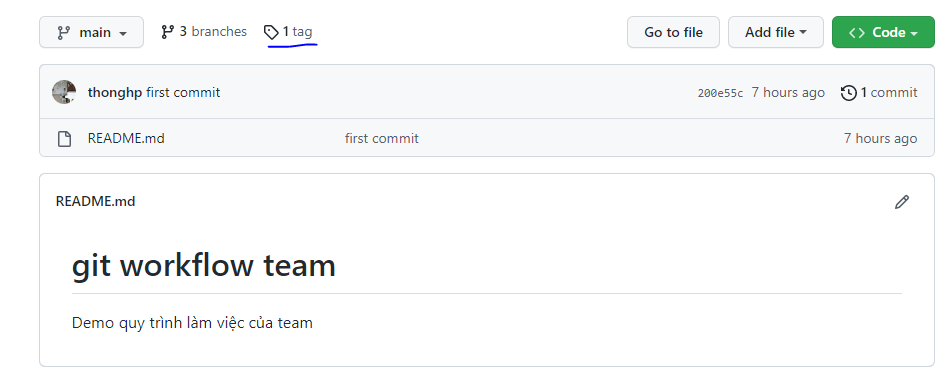 main 3 branches 1 tag Go to file Add file Code
thonghp first commit 200e55c 7 hours ago 1 commit
README.md first commit 7 hours ago
README.md
git workflow team
Demo quy trình làm việc của team